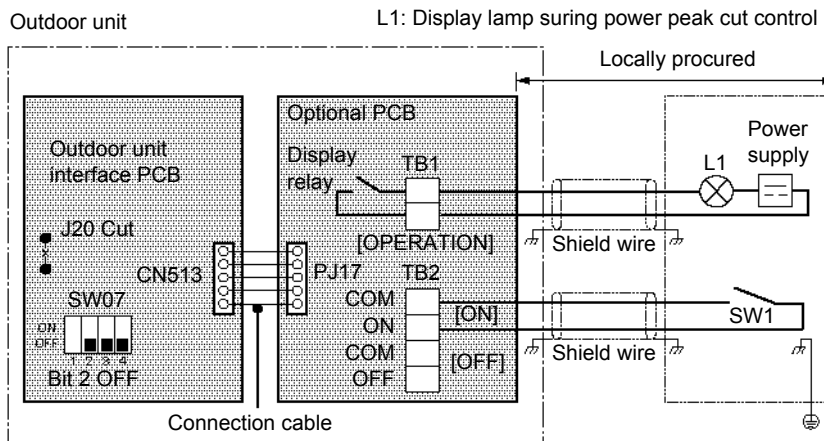 Outdoor unit
L1: Display lamp suring power peak cut control
Locally procured
Outdoor unit
interface PCB
J20 Cut
SW07
ON
OFF
1 2 3 4
Bit 2 OFF
CN513
Connection cable
Optional PCB
Display
relay
TB1
[OPERATION]
PJ17
TB2
COM
ON
COM
OFF
[ON]
[OFF]
Shield wire
Shield wire
L1
Power
supply
SW1